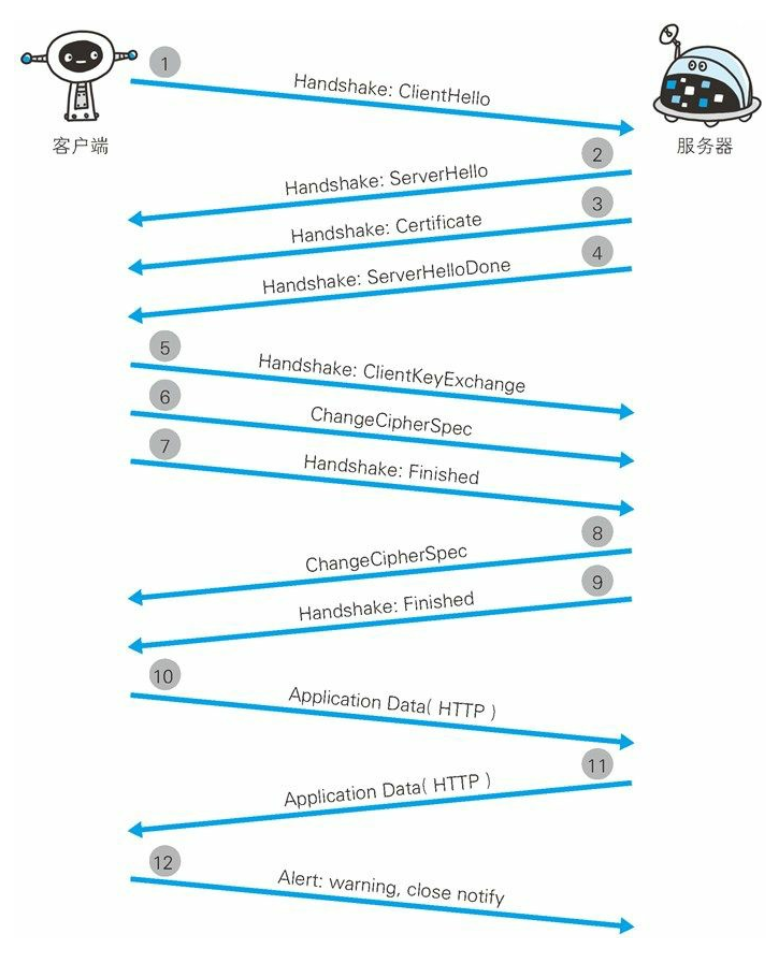 1
Handshake: ClientHello
客户端
服务器
2
Handshake: ServerHello
3
Handshake: Certificate
4
Handshake: ServerHelloDone
5
Handshake: ClientKeyExchange
6
ChangeCipherSpec
7
Handshake: Finished
8
ChangeCipherSpec
9
Handshake: Finished
10
Application Data( HTTP )
11
Application Data( HTTP )
12
Alert: warning, close notify